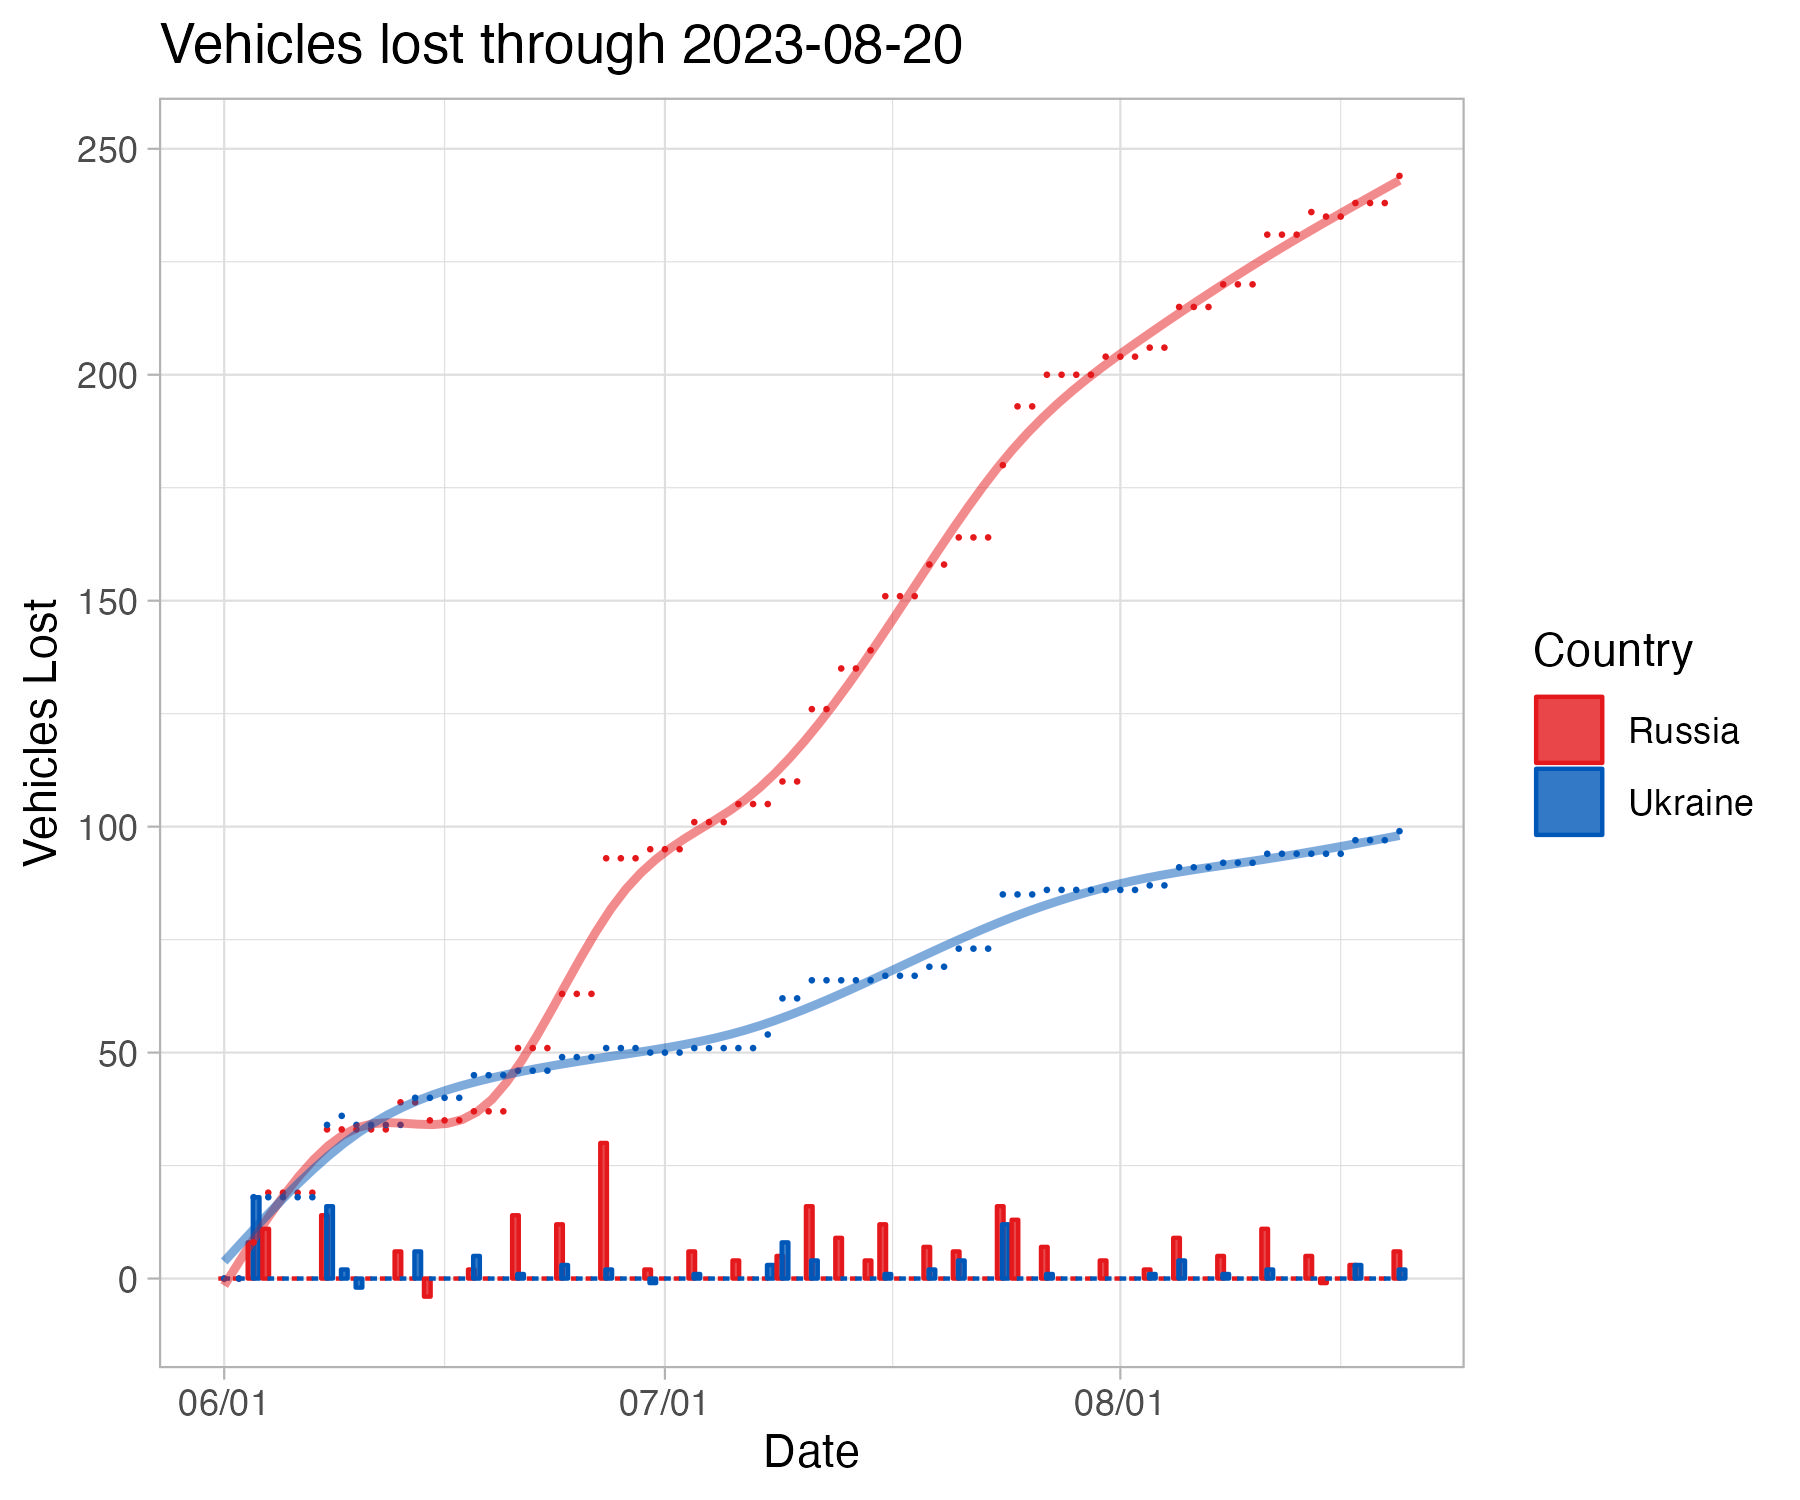 Vehicles lost through 2023-08-20
Vehicles Lost
250
200
150
100
50
0
06/01
07/01
08/01
Date
Country
Russia
Ukraine